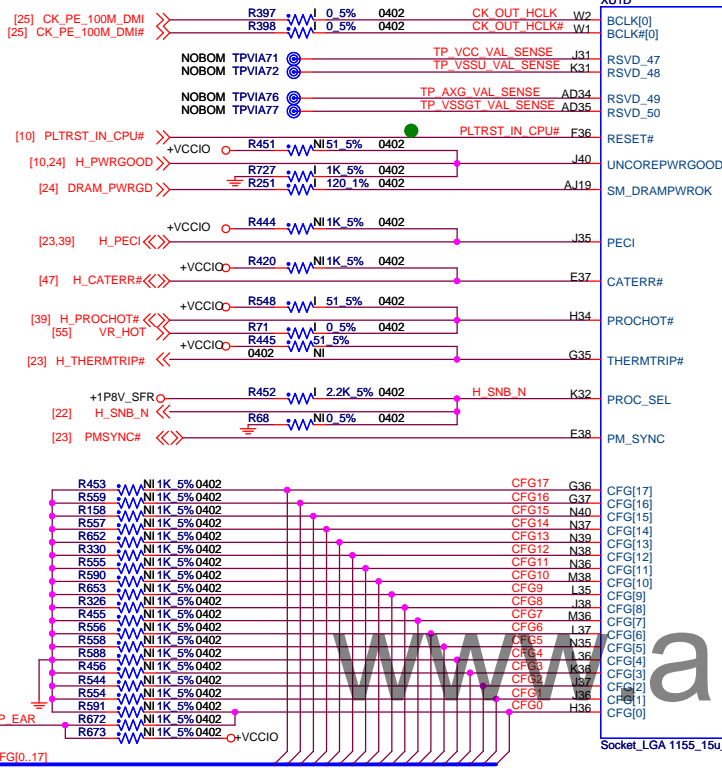 XU1D
[25] CK_PE_100M_DMI R397 I 0_5% 0402 CK_OUT_HCLK W2 BCLK[0]
[25] CK_PE_100M_DMI# R398 I 0_5% 0402 CK_OUT_HCLK# W1 BCLK#[0]
NOBOM TPVIA71 TP_VCC_VAL_SENSE J31 RSVD_47
NOBOM TPVIA72 TP_VSSU_VAL_SENSE K31 RSVD_48
NOBOM TPVIA76 TP_AXG_VAL_SENSE AD34 RSVD_49
NOBOM TPVIA77 TP_VSSGT_VAL_SENSE AD35 RSVD_50
[10] PLTRST_IN_CPU# PLTRST_IN_CPU# F36 RESET#
+VCCIO R451 NI 51_5% 0402
[10,24] H_PWRGOOD J40 UNCOREPWRGOOD
R727 I 1K_5% 0402
[24] DRAM_PWRGD R251 I 120_1% 0402 AJ19 SM_DRAMPWROK
+VCCIO R444 NI 1K_5% 0402
[23,39] H_PECI J35 PECI
+VCCIO R420 NI 1K_5% 0402
[47] H_CATERR# E37 CATERR#
+VCCIO R548 I 51_5% 0402
[39] H_PROCHOT# H34 PROCHOT#
[55] VR_HOT R71 I 0_5% 0402
+VCCIO R445 51_5%
[23] H_THERMTRIP# 0402 NI G35 THERMTRIP#
+1P8V_SFR R452 I 2.2K_5% 0402 H_SNB_N K32 PROC_SEL
[22] H_SNB_N
R68 NI 0_5% 0402
[23] PMSYNC# E38 PM_SYNC
R453 NI 1K_5% 0402 CFG17 G36 CFG[17]
R559 NI 1K_5% 0402 CFG16 G37 CFG[16]
R158 NI 1K_5% 0402 CFG15 N40 CFG[15]
R557 NI 1K_5% 0402 CFG14 N37 CFG[14]
R652 NI 1K_5% 0402 CFG13 N39 CFG[13]
R330 NI 1K_5% 0402 CFG12 N38 CFG[12]
R555 NI 1K_5% 0402 CFG11 N36 CFG[11]
R590 NI 1K_5% 0402 CFG10 M38 CFG[10]
R653 NI 1K_5% 0402 CFG9 L35 CFG[9]
R326 NI 1K_5% 0402 CFG8 J38 CFG[8]
R455 NI 1K_5% 0402 CFG7 M36 CFG[7]
R556 NI 1K_5% 0402 CFG6 L37 CFG[6]
R558 NI 1K_5% 0402 CFG5 N35 CFG[5]
R588 NI 1K_5% 0402 CFG4 L36 CFG[4]
R456 NI 1K_5% 0402 CFG3 K36 CFG[3]
R544 NI 1K_5% 0402 CFG2 J37 CFG[2]
R554 NI 1K_5% 0402 CFG1 J36 CFG[1]
R591 NI 1K_5% 0402 CFG0 H36 CFG[0]
P_EAR R672 NI 1K_5% 0402
R673 NI 1K_5% 0402 +VCCIO
FG[0..17]
Socket_LGA 1155_15u_
www.a